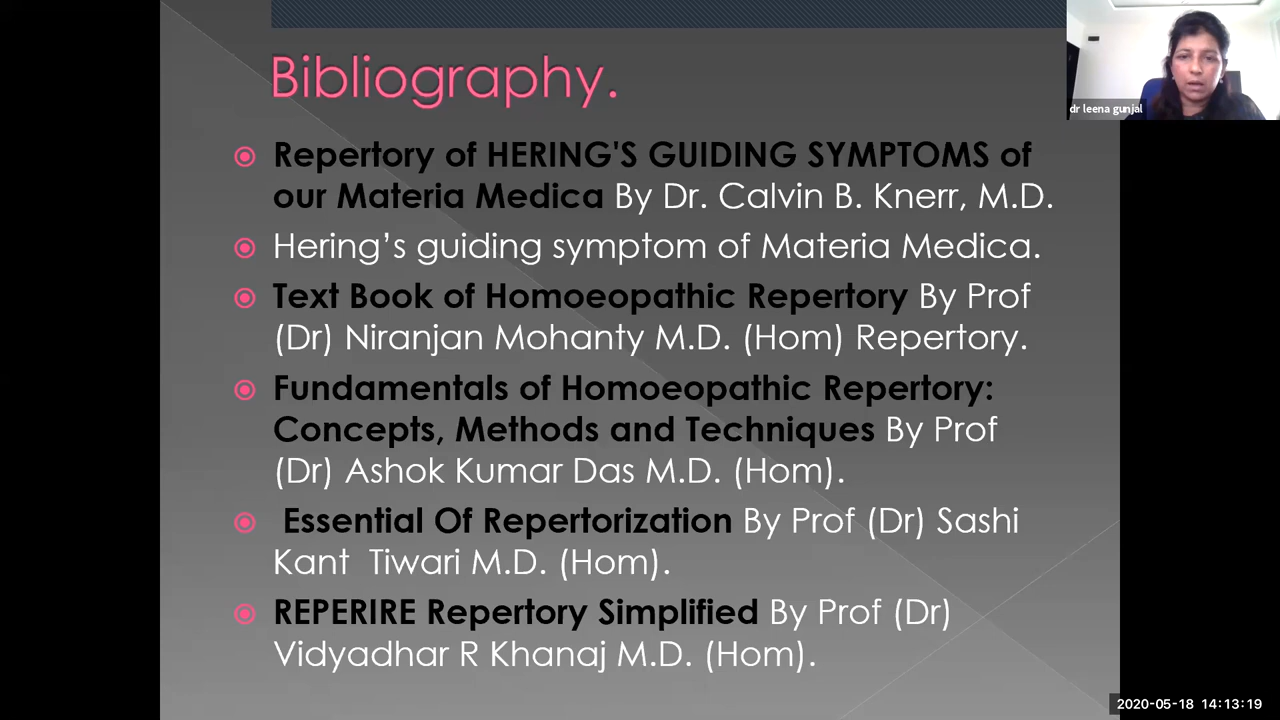 Bibliography.
dr leena gunjal
Repertory of HERING'S GUIDING SYMPTOMS of
our Materia Medica By Dr. Calvin B. Knerr, M.D.
Hering’s guiding symptom of Materia Medica.
Text Book of Homoeopathic Repertory By Prof
(Dr) Niranjan Mohanty M.D. (Hom) Repertory.
Fundamentals of Homoeopathic Repertory:
Concepts, Methods and Techniques By Prof
(Dr) Ashok Kumar Das M.D. (Hom).
Essential Of Repertorization By Prof (Dr) Sashi
Kant Tiwari M.D. (Hom).
REPERIRE Repertory Simplified By Prof (Dr)
Vidyadhar R Khanaj M.D. (Hom).
2020-05-18 14:13:19